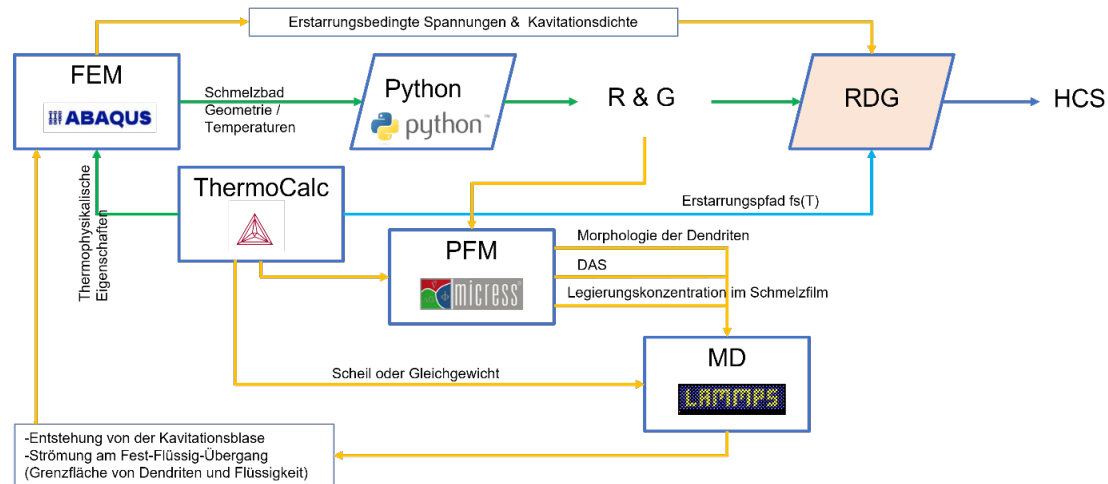 Erstarrungsbedingte Spannungen & Kavitationsdichte
FEM
ABAQUS
Schmelzbad
Geometrie /
Temperaturen
Python
python™
R & G
RDG
HCS
Thermophysikalische
Eigenschaften
ThermoCalc
Erstarrungspfad fs(T)
PFM
micress®
Morphologie der Dendriten
DAS
Legierungskonzentration im Schmelzfilm
MD
LAMMPS
Scheil oder Gleichgewicht
-Entstehung von der Kavitationsblase
-Strömung am Fest-Flüssig-Übergang
(Grenzfläche von Dendriten und Flüssigkeit)